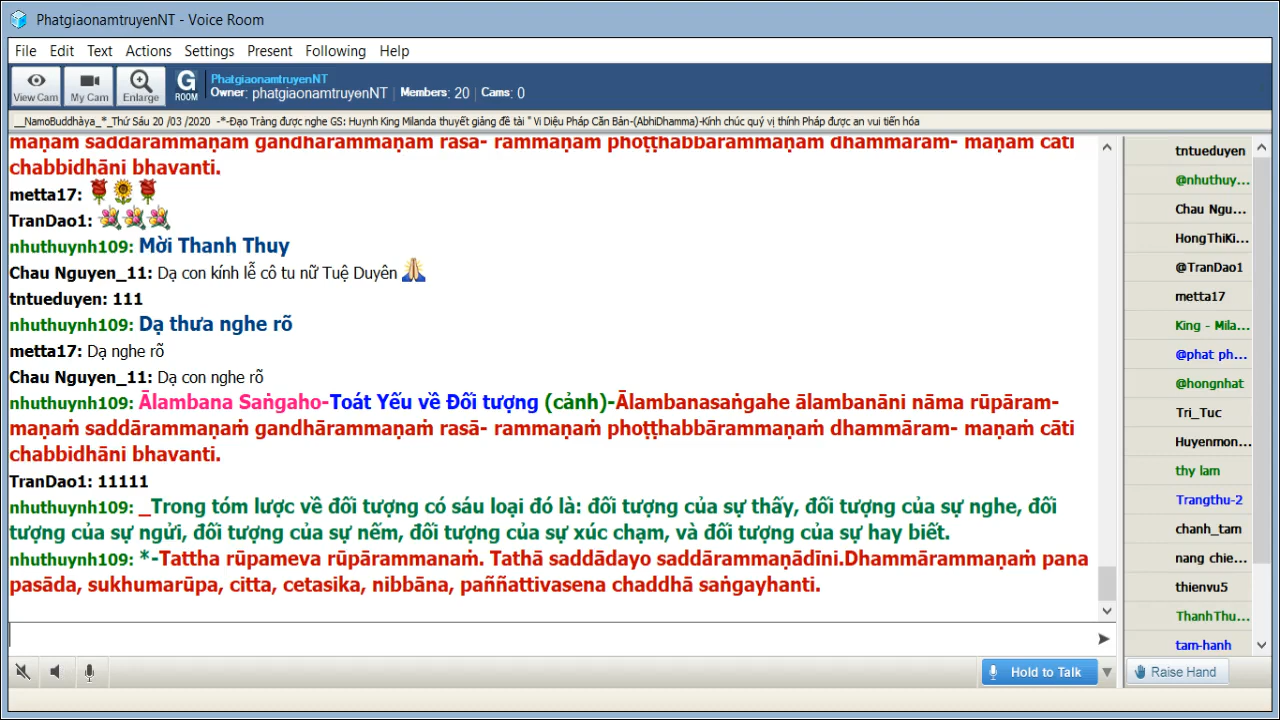 PhatgiaonamtruyenNT - Voice Room
File Edit Text Actions Settings Present Following Help
View Cam My Cam Enlarge G ROOM
PhatgiaonamtruyenNT
Owner: phatgiaonamtruyenNT | Members: 20 | Cams: 0
__NamoBuddhàya_*_Thứ Sáu 20 /03 /2020 -*-Đạo Tràng được nghe GS: Huynh King Milanda thuyết giảng đề tài " Vi Diệu Pháp Căn Bản-(AbhiDhamma)-Kính chúc quý vị thính Pháp được an vui tiến hóa
maṇaṁ saddārammaṇaṁ gandhārammaṇaṁ rasā- rammaṇaṁ phoṭṭhabbārammaṇaṁ dhammāram- maṇaṁ cāti
chabbidhāni bhavanti.
metta17:
TranDao1:
nhuthuynh109: Mời Thanh Thuy
Chau Nguyen_11: Dạ con kính lễ cô tu nữ Tuệ Duyên
tntueduyen: 111
nhuthuynh109: Dạ thưa nghe rõ
metta17: Dạ nghe rõ
Chau Nguyen_11: Dạ con nghe rõ
nhuthuynh109: Ālambana Saṅgaho-Toát Yếu về Đối tượng (cảnh)-Ālambanasaṅgahe ālambanāni nāma rūpāram-
maṇaṁ saddārammaṇaṁ gandhārammaṇaṁ rasā- rammaṇaṁ phoṭṭhabbārammaṇaṁ dhammāram- maṇaṁ cāti
chabbidhāni bhavanti.
TranDao1: 11111
nhuthuynh109: _Trong tóm lược về đối tượng có sáu loại đó là: đối tượng của sự thấy, đối tượng của sự nghe, đối
tượng của sự ngửi, đối tượng của sự nếm, đối tượng của sự xúc chạm, và đối tượng của sự hay biết.
nhuthuynh109: *-Tattha rūpameva rūpārammanaṁ. Tathā saddādayo saddārammaṇādīni.Dhammārammaṇaṁ pana
pasāda, sukhumarūpa, citta, cetasika, nibbāna, paññattivasena chaddhā saṅgayhanti.
tntueduyen
@nhuthuy...
Chau Ngu...
HongThiKi...
@TranDao1
metta17
King - Mila...
@phat ph...
@hongnhat
Tri_Tuc
Huyenmon...
thy lam
Trangthu-2
chanh_tam
nang chie...
thienvu5
ThanhThu...
tam-hanh
Hold to Talk
Raise Hand